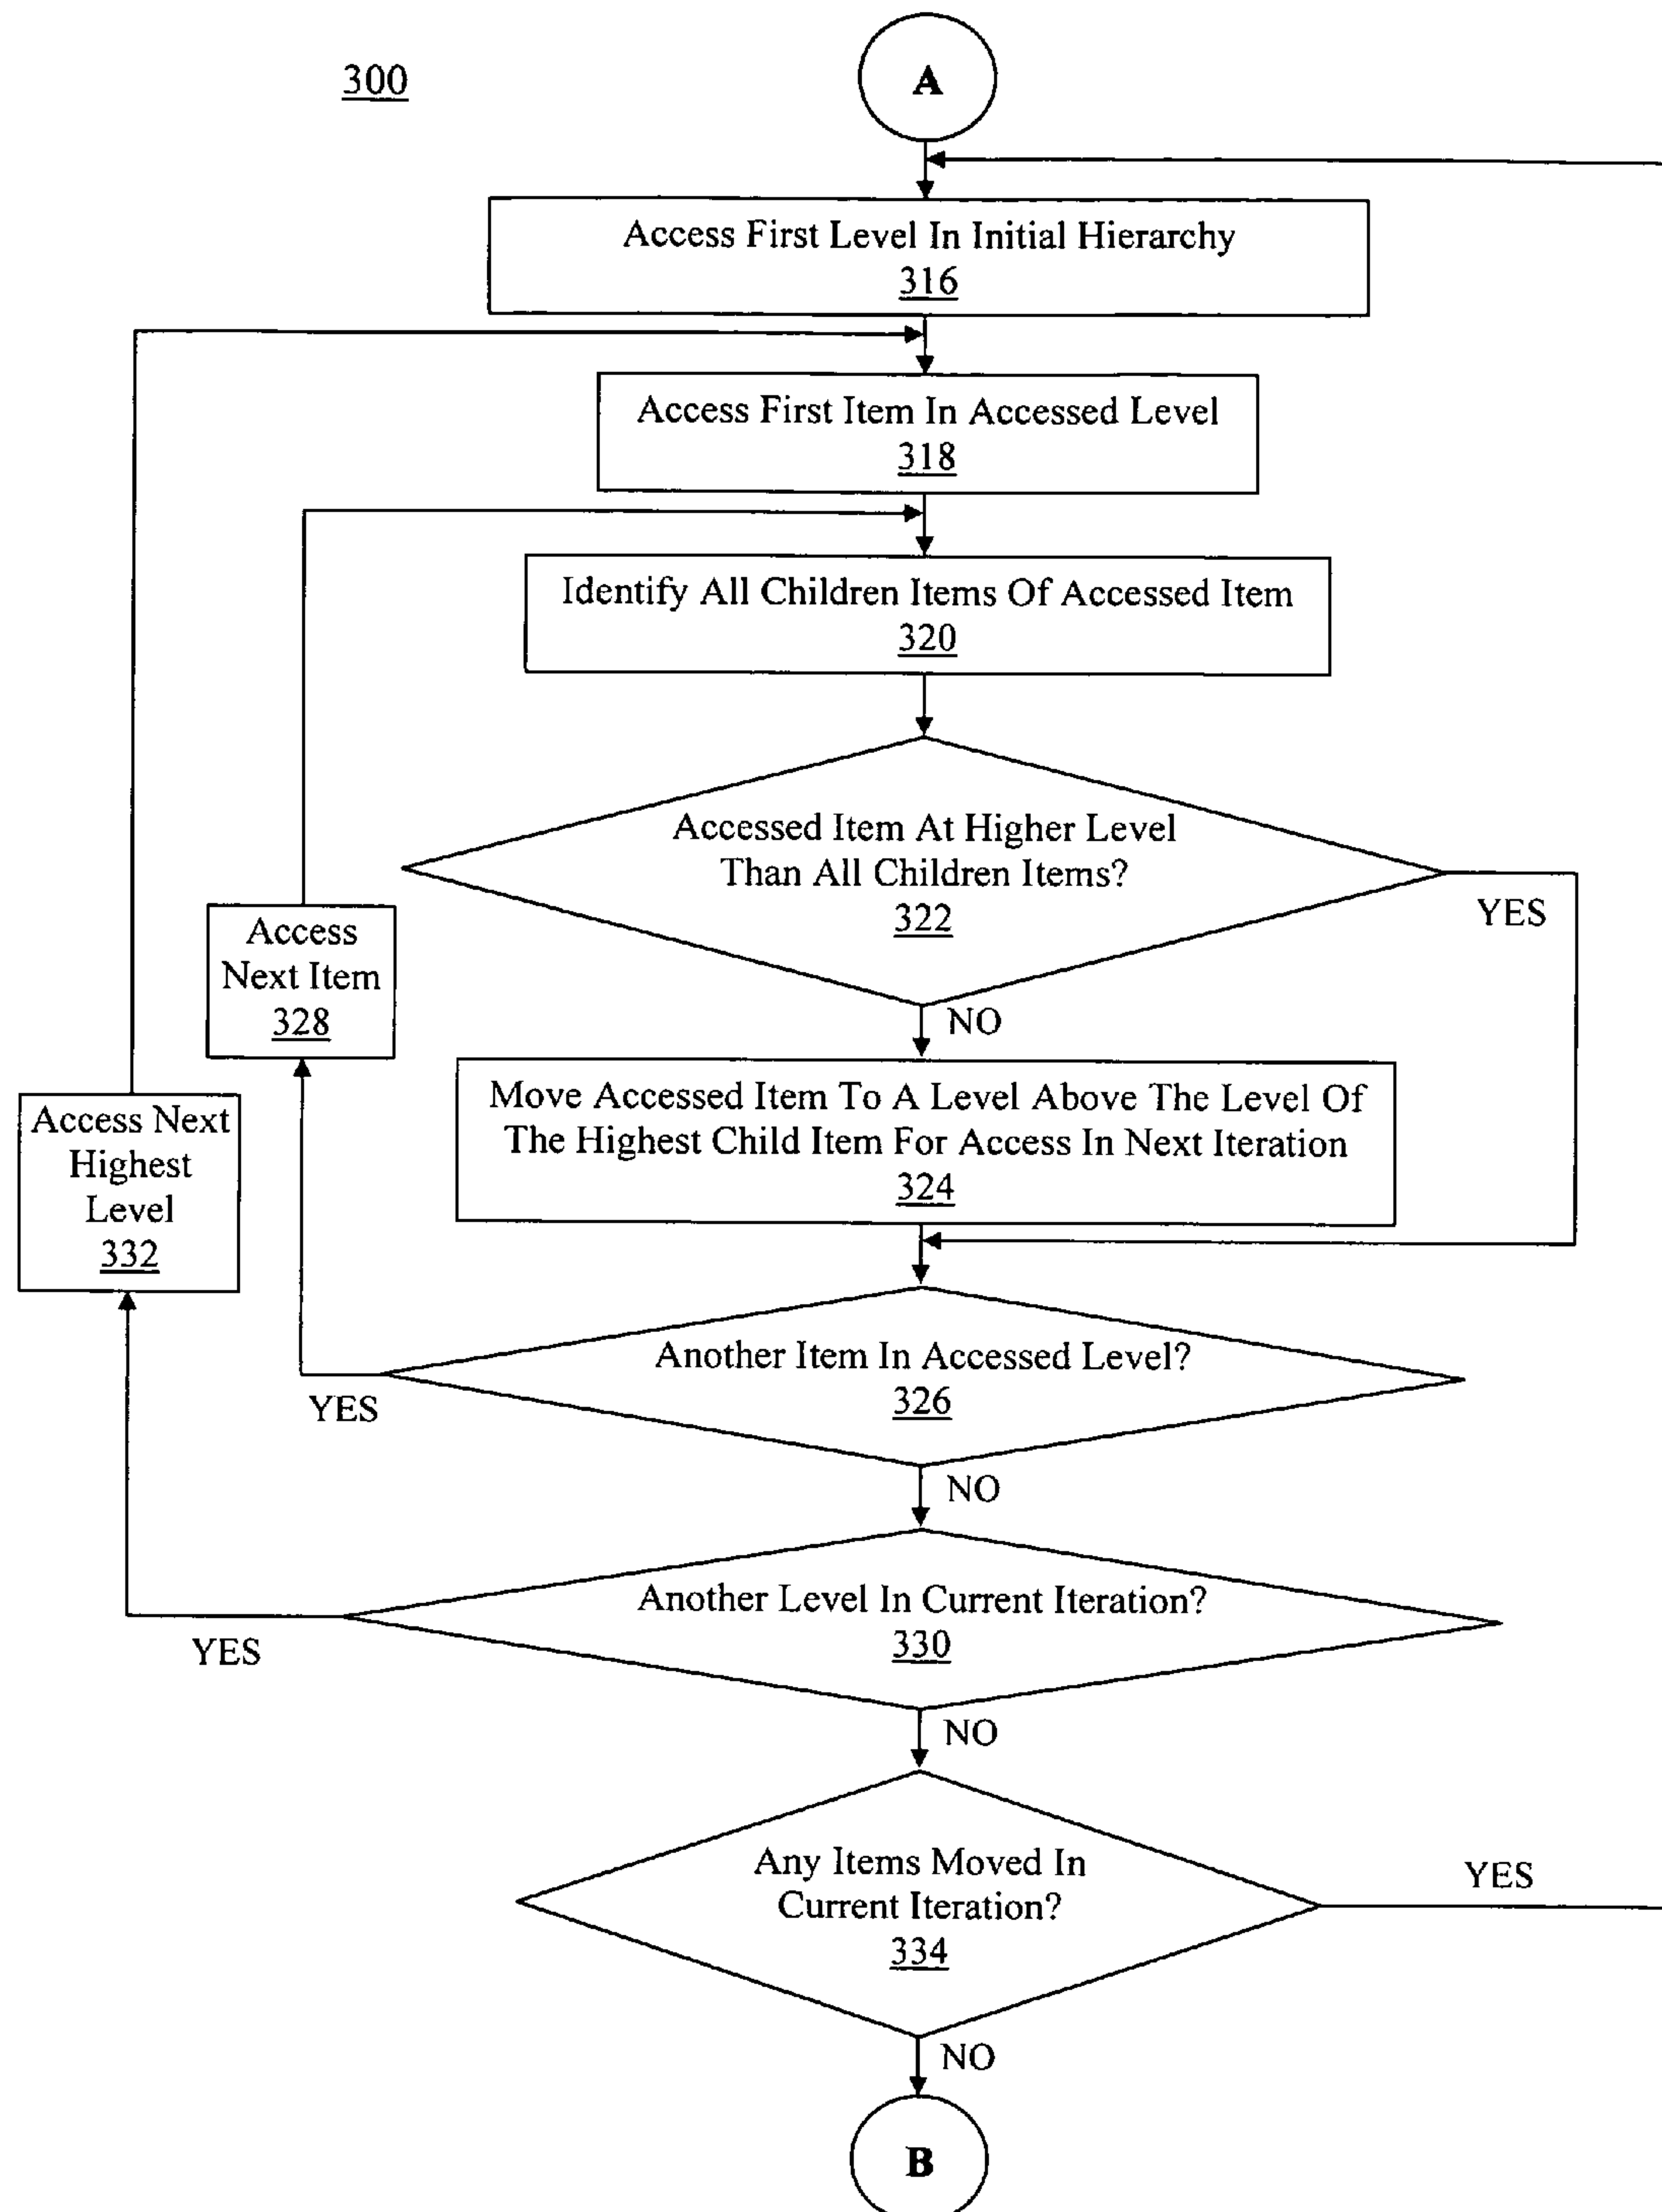 300
A
Access First Level In Initial Hierarchy
316
Access First Item In Accessed Level
318
Identify All Children Items Of Accessed Item
320
Accessed Item At Higher Level
Than All Children Items?
322
YES
Access
Next Item
328
NO
Move Accessed Item To A Level Above The Level Of
The Highest Child Item For Access In Next Iteration
324
Access Next
Highest
Level
332
Another Item In Accessed Level?
326
YES
NO
Another Level In Current Iteration?
330
YES
NO
Any Items Moved In
Current Iteration?
334
YES
NO
B